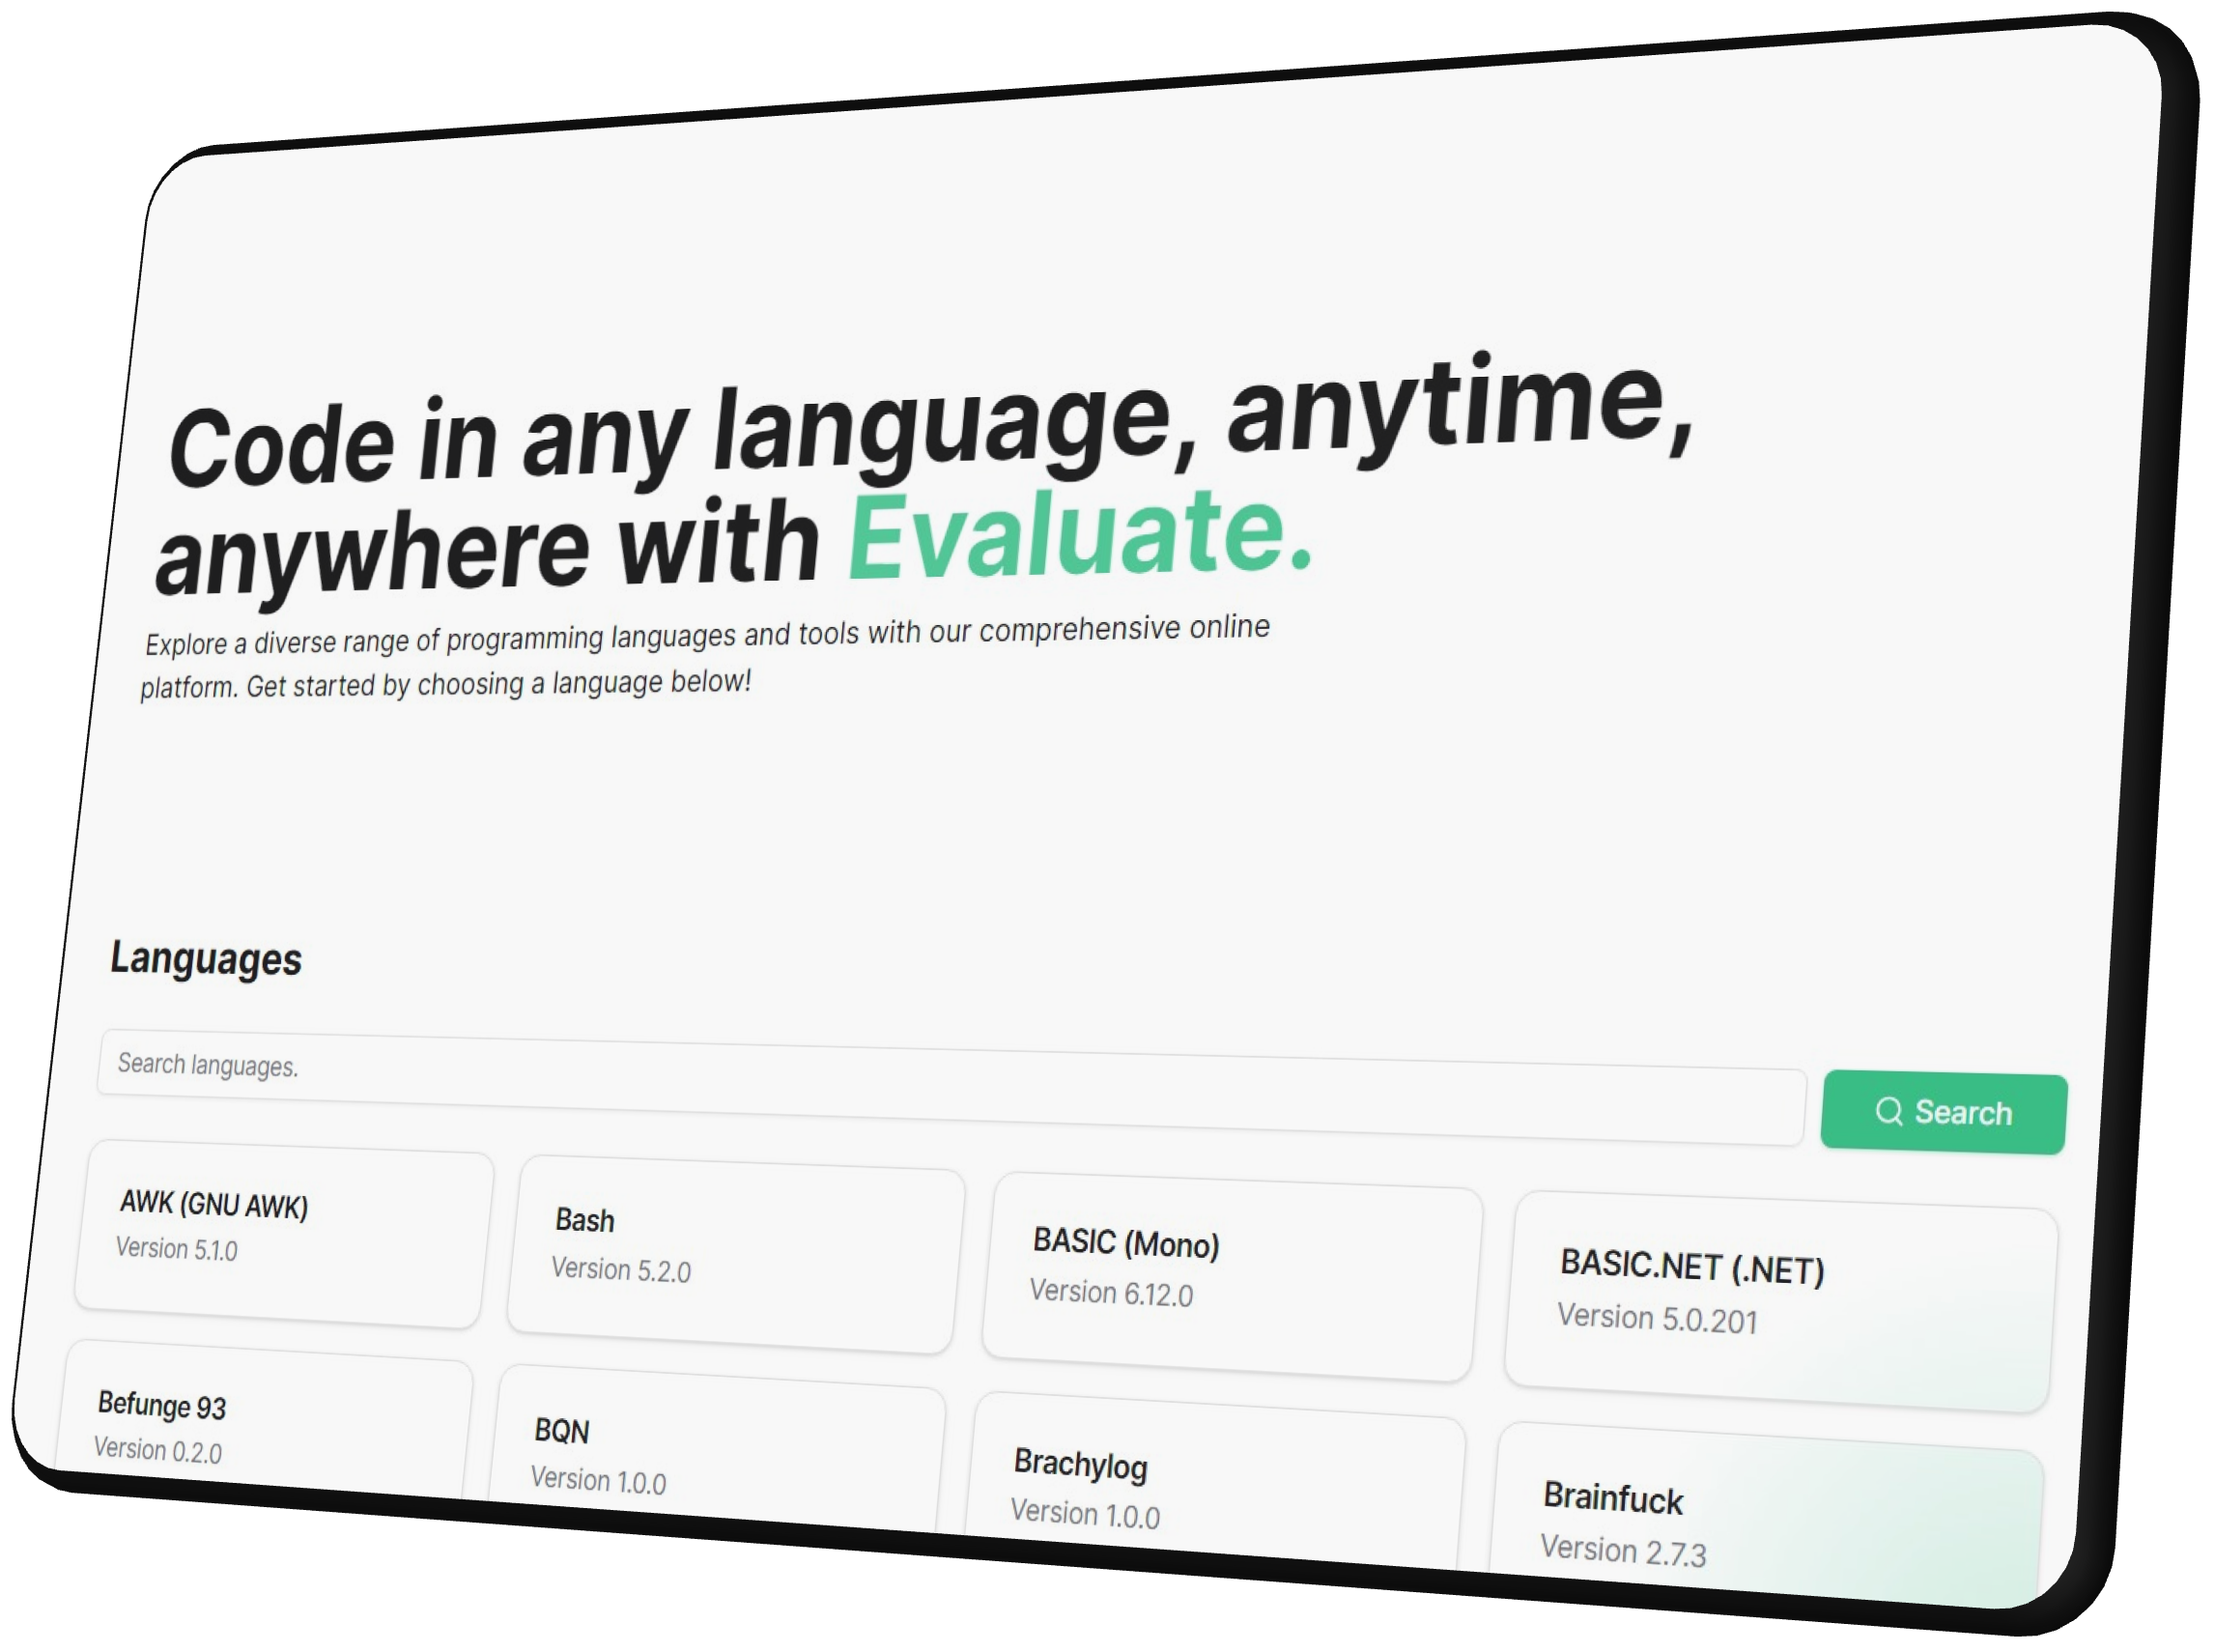 Code in any language, anytime,
anywhere with Evaluate.
Explore a diverse range of programming languages and tools with our comprehensive online
platform. Get started by choosing a language below!
Languages
Search languages.
Search
AWK (GNU AWK)
Version 5.1.0
Bash
Version 5.2.0
BASIC (Mono)
Version 6.12.0
BASIC.NET (.NET)
Version 5.0.201
Befunge 93
Version 0.2.0
BQN
Version 1.0.0
Brachylog
Version 1.0.0
Brainfuck
Version 2.7.3